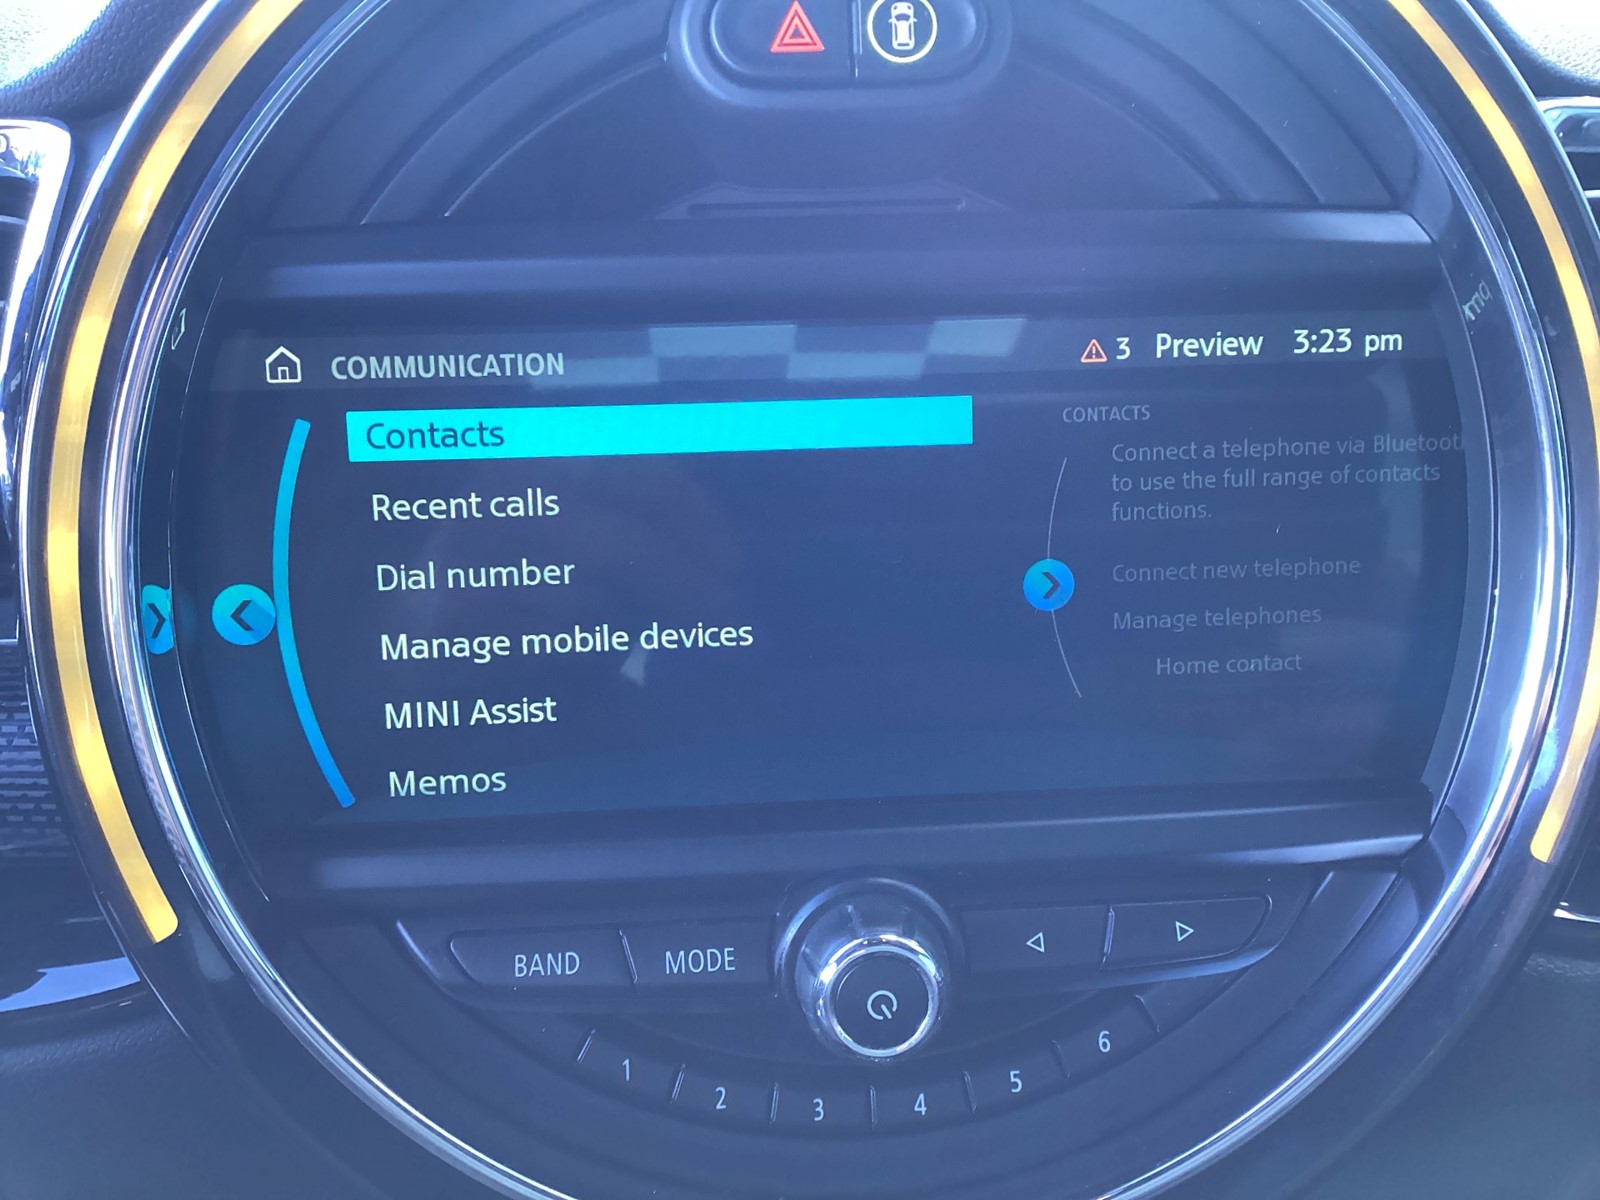 COMMUNICATION
3 Preview 3:23 pm
Contacts
Recent calls
Dial number
Manage mobile devices
MINI Assist
Memos
CONTACTS
Connect a telephone via Bluetoot
to use the full range of contacts
functions.
Connect new telephone
Manage telephones
Home contact
BAND
MODE
1
2
3
4
5
6